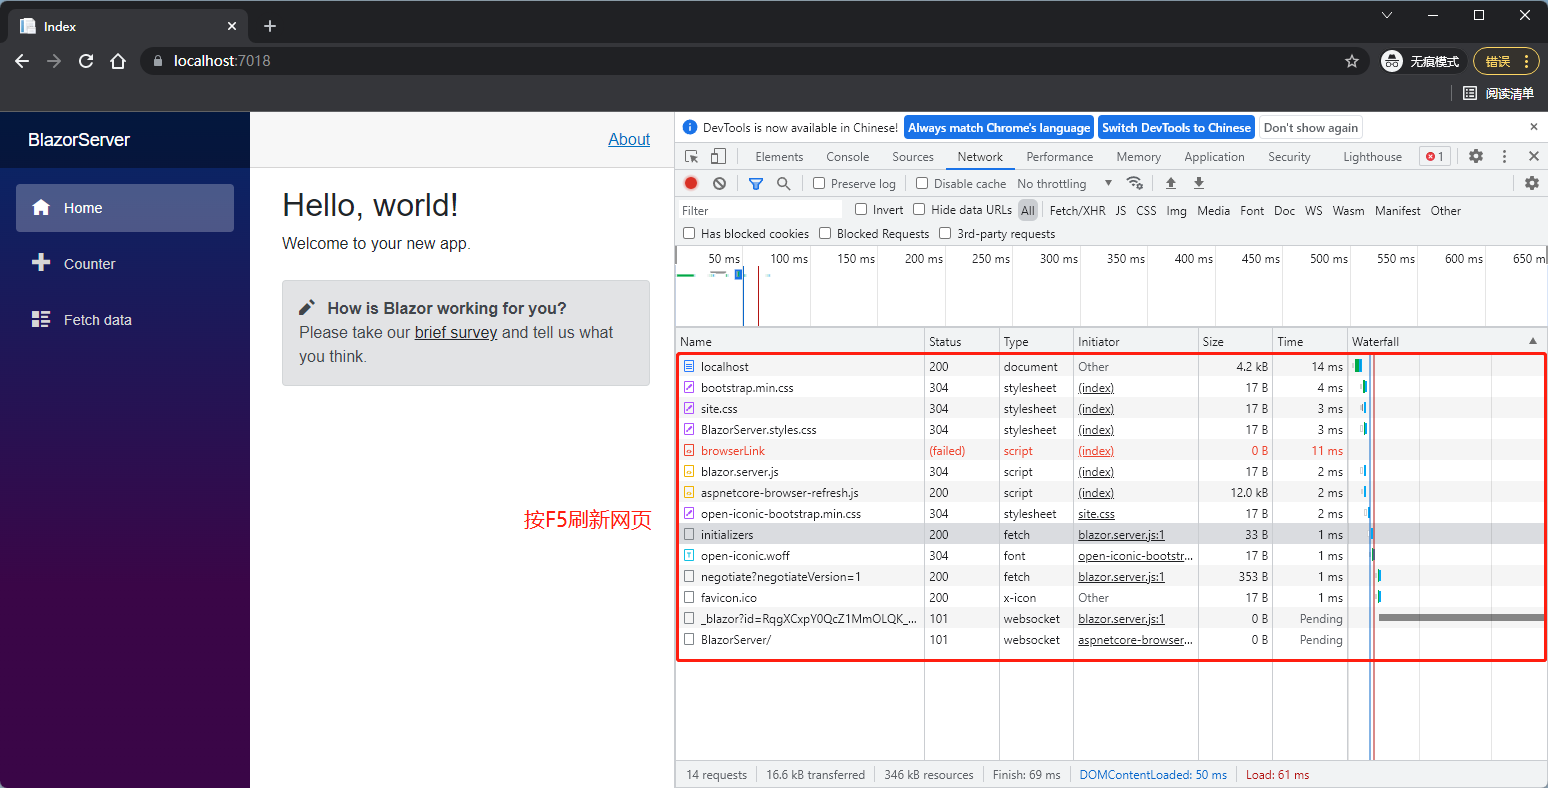 Index
localhost:7018
无痕模式
错误
阅读清单
BlazorServer
Home
Counter
Fetch data
About
Hello, world!
Welcome to your new app.
How is Blazor working for you?
Please take our brief survey and tell us what
you think.
按F5刷新网页
DevTools is now available in Chinese! Always match Chrome's language Switch DevTools to Chinese Don't show again
Elements Console Sources Network Performance Memory Application Security Lighthouse 1
Preserve log Disable cache No throttling
Filter Invert Hide data URLs All Fetch/XHR JS CSS Img Media Font Doc WS Wasm Manifest Other
Has blocked cookies Blocked Requests 3rd-party requests
50 ms 100 ms 150 ms 200 ms 250 ms 300 ms 350 ms 400 ms 450 ms 500 ms 550 ms 600 ms 650 m
Name Status Type Initiator Size Time Waterfall
localhost 200 document Other 4.2 kB 14 ms
bootstrap.min.css 304 stylesheet (index) 17 B 4 ms
site.css 304 stylesheet (index) 17 B 3 ms
BlazorServer.styles.css 304 stylesheet (index) 17 B 3 ms
browserLink (failed) script (index) 0 B 11 ms
blazor.server.js 304 script (index) 17 B 2 ms
aspnetcore-browser-refresh.js 200 script (index) 12.0 kB 2 ms
open-iconic-bootstrap.min.css 304 stylesheet site.css 17 B 2 ms
initializers 200 fetch blazor.server.js:1 33 B 1 ms
open-iconic.woff 304 font open-iconic-bootstr... 17 B 1 ms
negotiate?negotiateVersion=1 200 fetch blazor.server.js:1 353 B 1 ms
favicon.ico 200 x-icon Other 17 B 1 ms
_blazor?id=RqgXCxpY0QcZ1MmOLQK_... 101 websocket blazor.server.js:1 0 B Pending
BlazorServer/ 101 websocket aspnetcore-browser... 0 B Pending
14 requests 16.6 kB transferred 346 kB resources Finish: 69 ms DOMContentLoaded: 50 ms Load: 61 ms